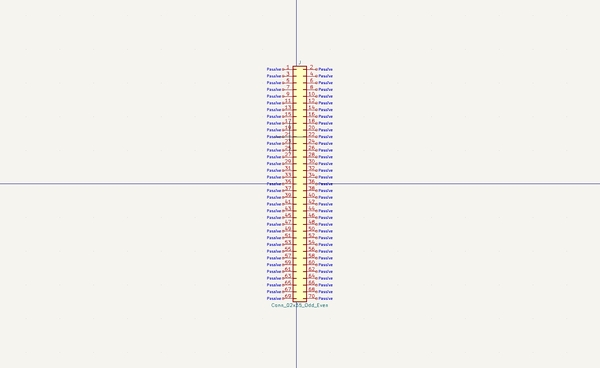 J
Passive 1 2 Passive
Passive 3 4 Passive
Passive 5 6 Passive
Passive 7 8 Passive
Passive 9 10 Passive
Passive 11 12 Passive
Passive 13 14 Passive
Passive 15 16 Passive
Passive 17 18 Passive
Passive 19 20 Passive
Passive 21 22 Passive
Passive 23 24 Passive
Passive 25 26 Passive
Passive 27 28 Passive
Passive 29 30 Passive
Passive 31 32 Passive
Passive 33 34 Passive
Passive 35 36 Passive
Passive 37 38 Passive
Passive 39 40 Passive
Passive 41 42 Passive
Passive 43 44 Passive
Passive 45 46 Passive
Passive 47 48 Passive
Passive 49 50 Passive
Passive 51 52 Passive
Passive 53 54 Passive
Passive 55 56 Passive
Passive 57 58 Passive
Passive 59 60 Passive
Passive 61 62 Passive
Passive 63 64 Passive
Passive 65 66 Passive
Passive 67 68 Passive
Passive 69 70 Passive
Conn_02x35_Odd_Even